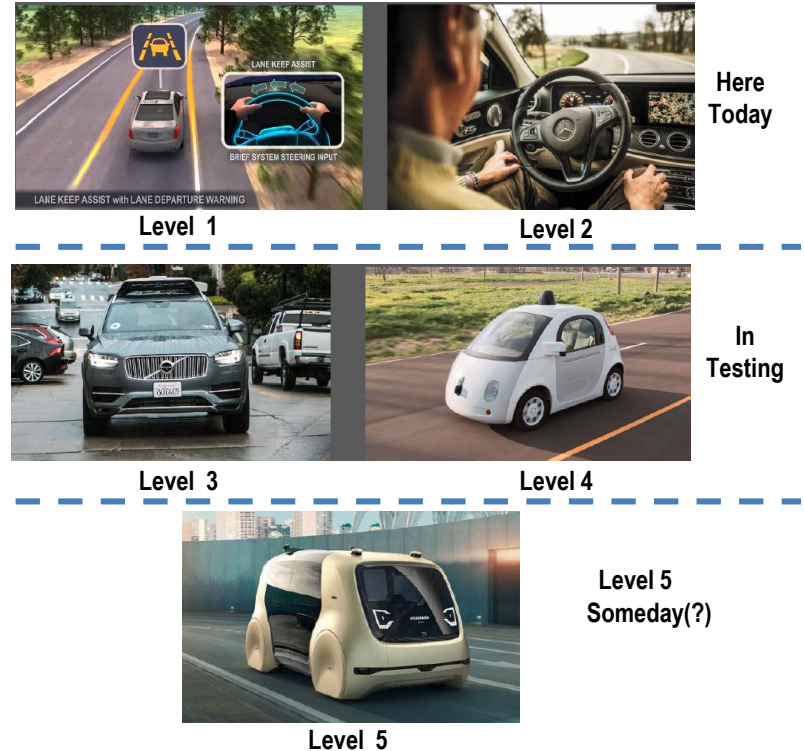 LANE KEEP ASSIST
BRIEF SYSTEM STEERING INPUT
LANE KEEP ASSIST with LANE DEPARTURE WARNING
Here
Today
Level 1
Level 2
In
Testing
Level 3
Level 4
Level 5
Someday(?)
VOLKSWAGEN
Level 5